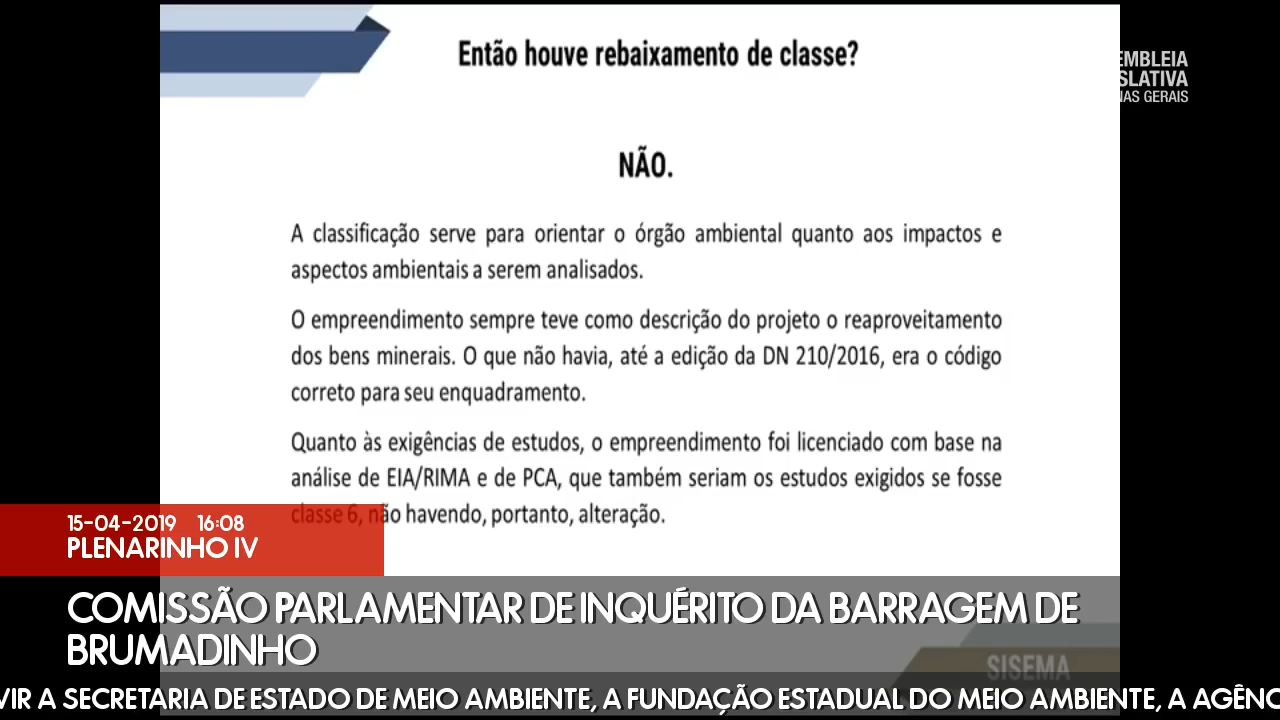 Então houve rebaixamento de classe?
NÃO.
A classificação serve para orientar o órgão ambiental quanto aos impactos e
aspectos ambientais a serem analisados.
O empreendimento sempre teve como descrição do projeto o reaproveitamento
dos bens minerais. O que não havia, até a edição da DN 210/2016, era o código
correto para seu enquadramento.
Quanto às exigências de estudos, o empreendimento foi licenciado com base na
análise de EIA/RIMA e de PCA, que também seriam os estudos exigidos se fosse
classe 6, não havendo, portanto, alteração.
EMBLEIA
SLATIVA
NAS GERAIS
15-04-2019 16:08
PLENARINHO IV
COMISSÃO PARLAMENTAR DE INQUÉRITO DA BARRAGEM DE
BRUMADINHO
SISEMA
VIR A SECRETARIA DE ESTADO DE MEIO AMBIENTE, A FUNDAÇÃO ESTADUAL DO MEIO AMBIENTE, A AGÊNC